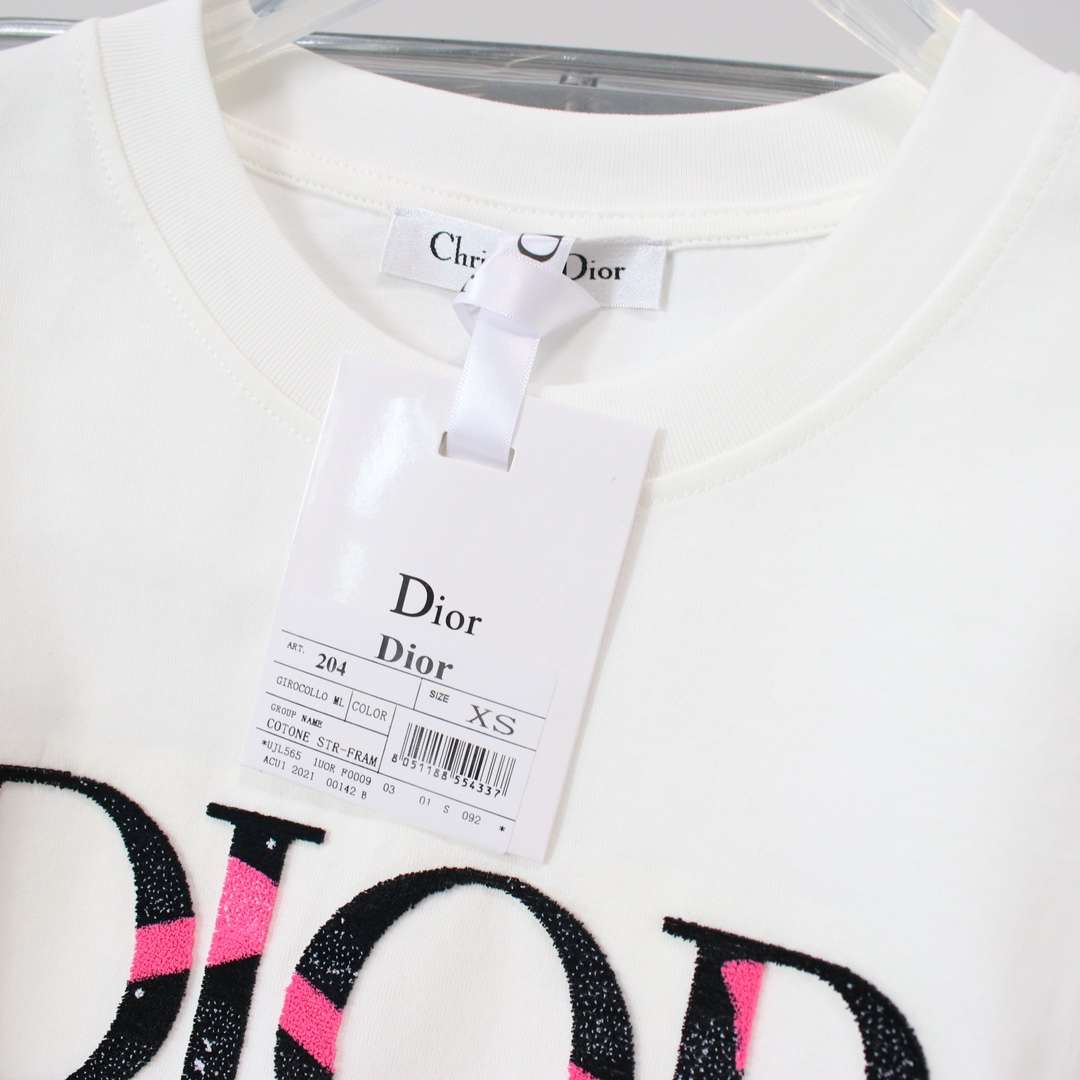 Chri Dior
D
Dior
Dior
ART. 204
SIZE XS
GIROCOLLO ML COLOR
GROUP NAME
COTONE STR-FRAM
8 051788 554337
*UJL565 1UOR F0009 03 01 S 092 *
ACU1 2021 00142 B
DIOR